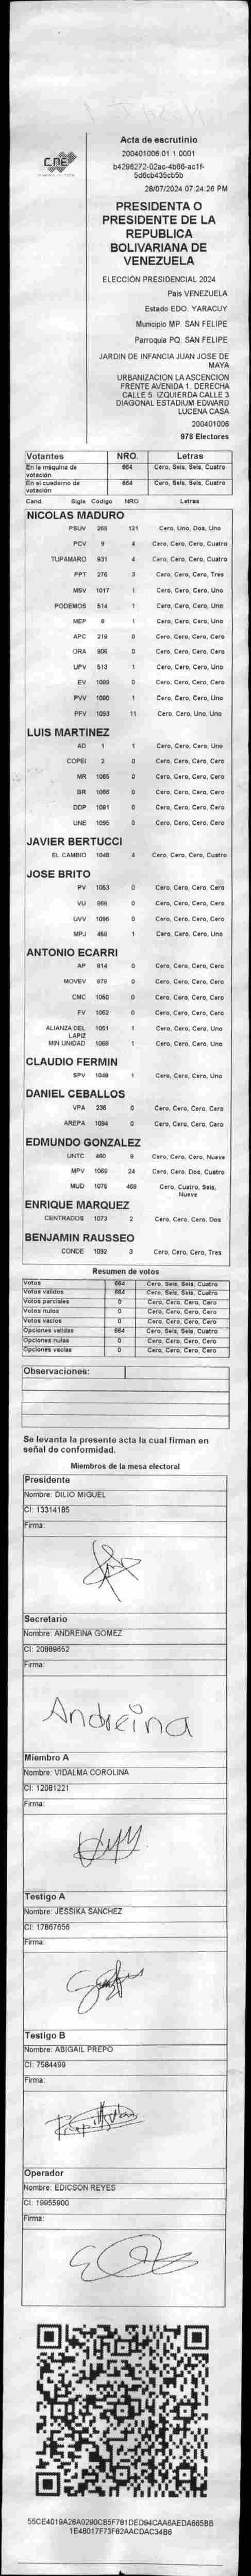 CNE
Acta de escrutinio
200401006.01.1.0001
b4296272-02ac-4b66-ac1f-
5d6cb435cb5b
28/07/2024 07:24:26 PM
PRESIDENTA O
PRESIDENTE DE LA
REPUBLICA
BOLIVARIANA DE
VENEZUELA
ELECCIÓN PRESIDENCIAL 2024
Pais VENEZUELA
Estado EDO. YARACUY
Municipio MP. SAN FELIPE
Parroquia PQ. SAN FELIPE
JARDIN DE INFANCIA JUAN JOSE DE
MAYA
URBANIZACION LA ASCENCION
FRENTE AVENIDA 1. DERECHA
CALLE 5. IZQUIERDA CALLE 3
DIAGONAL ESTADIUM EDWARD
LUCENA CASA
200401006
978 Electores
Votantes NRO. Letras
En la máquina de votación 664 Cero, Seis, Seis, Cuatro
En el cuaderno de votación 664 Cero, Seis, Seis, Cuatro
Cand. Sigla Código NRO. Letras
NICOLAS MADURO
PSUV 269 121 Cero, Uno, Dos, Uno
PCV 9 4 Cero, Cero, Cero, Cuatro
TUPAMARO 931 4 Cero, Cero, Cero, Cuatro
PPT 276 3 Cero, Cero, Cero, Tres
MSV 1017 1 Cero, Cero, Cero, Uno
PODEMOS 514 1 Cero, Cero, Cero, Uno
MEP 6 1 Cero, Cero, Cero, Uno
APC 219 0 Cero, Cero, Cero, Cero
ORA 906 0 Cero, Cero, Cero, Cero
UPV 513 1 Cero, Cero, Cero, Uno
EV 1089 0 Cero, Cero, Cero, Cero
PVV 1090 1 Cero, Cero, Cero, Uno
PFV 1093 11 Cero, Cero, Uno, Uno
LUIS MARTINEZ
AD 1 1 Cero, Cero, Cero, Uno
COPEI 2 0 Cero, Cero, Cero, Cero
MR 1065 0 Cero, Cero, Cero, Cero
BR 1066 0 Cero, Cero, Cero, Cero
DDP 1091 0 Cero, Cero, Cero, Cero
UNE 1095 0 Cero, Cero, Cero, Cero
JAVIER BERTUCCI
EL CAMBIO 1048 4 Cero, Cero, Cero, Cuatro
JOSE BRITO
PV 1053 0 Cero, Cero, Cero, Cero
VU 668 0 Cero, Cero, Cero, Cero
UVV 1096 0 Cero, Cero, Cero, Cero
MPJ 458 1 Cero, Cero, Cero, Uno
ANTONIO ECARRI
AP 814 0 Cero, Cero, Cero, Cero
MOVEV 979 0 Cero, Cero, Cero, Cero
CMC 1050 0 Cero, Cero, Cero, Cero
FV 1062 0 Cero, Cero, Cero, Cero
ALIANZA DEL LAPIZ 1051 1 Cero, Cero, Cero, Uno
MIN UNIDAD 1068 1 Cero, Cero, Cero, Uno
CLAUDIO FERMIN
SPV 1049 1 Cero, Cero, Cero, Uno
DANIEL CEBALLOS
VPA 236 0 Cero, Cero, Cero, Cero
AREPA 1094 0 Cero, Cero, Cero, Cero
EDMUNDO GONZALEZ
UNTC 460 9 Cero, Cero, Cero, Nueve
MPV 1069 24 Cero, Cero, Dos, Cuatro
MUD 1076 469 Cero, Cuatro, Seis,
Nueve
ENRIQUE MARQUEZ
CENTRADOS 1073 2 Cero, Cero, Cero, Dos
BENJAMIN RAUSSEO
CONDE 1092 3 Cero, Cero, Cero, Tres
Resumen de votos
Votos 664 Cero, Seis, Seis, Cuatro
Votos validos 664 Cero, Seis, Seis, Cuatro
Votos parciales 0 Cero, Cero, Cero, Cero
Votos nulos 0 Cero, Cero, Cero, Cero
Votos vacios 0 Cero, Cero, Cero, Cero
Opciones validas 664 Cero, Seis, Seis, Cuatro
Opciones nulas 0 Cero, Cero, Cero, Cero
Opciones vacias 0 Cero, Cero, Cero, Cero
Observaciones:
Se levanta la presente acta la cual firman en
señal de conformidad.
Miembros de la mesa electoral
Presidente
Nombre: DILIO MIGUEL
CI: 13314185
Firma:
Secretario
Nombre: ANDREINA GOMEZ
CI: 20889652
Firma:
Andreina
Miembro A
Nombre: VIDALMA COROLINA
CI: 12081221
Firma:
Testigo A
Nombre: JESSIKA SANCHEZ
CI: 17867656
Firma:
Testigo B
Nombre: ABIGAIL PREPO
CI: 7584499
Firma:
Operador
Nombre: EDICSON REYES
CI: 19955900
Firma:
55CE4019A26A0290CB5F781DED94CAA6AEDA665BB
1E48017F73F62AACDAC34B6